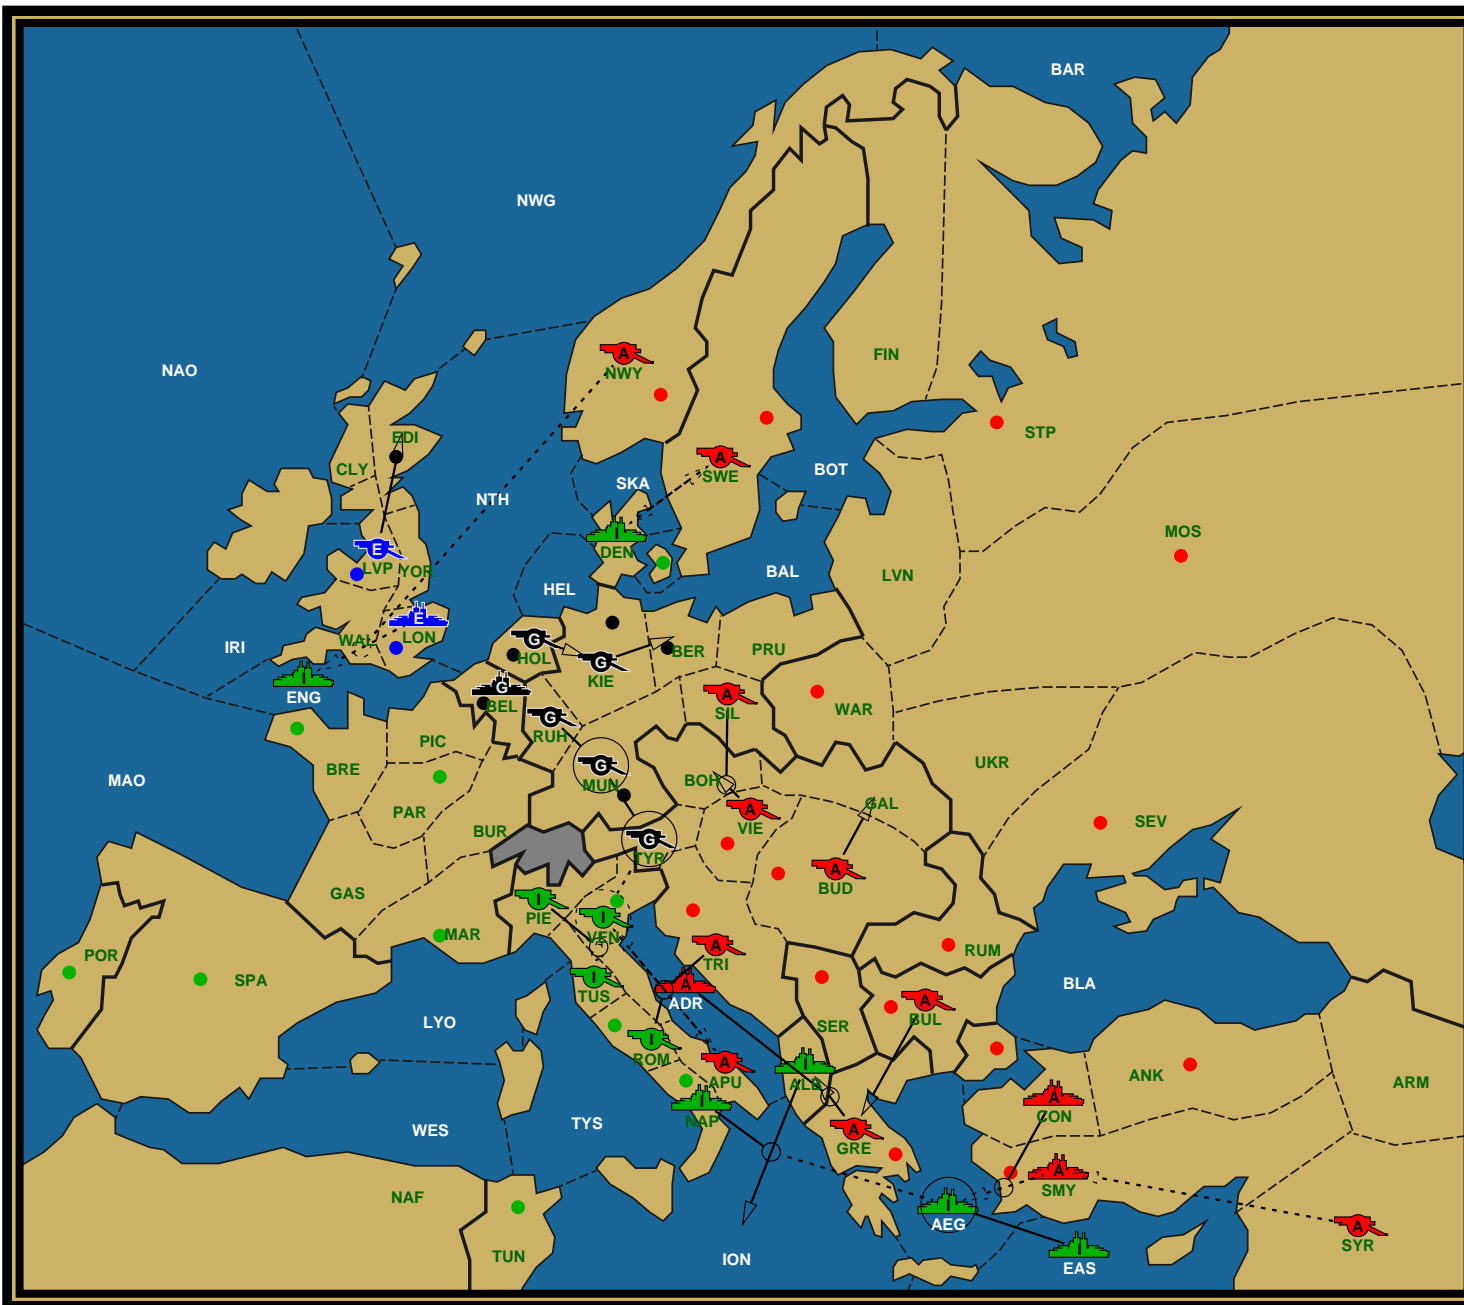 BAR
NWG
NAO
FIN
A
NWY
EDI
STP
CLY
SKA
A
SWE
BOT
NTH
I
DEN
MOS
E
LVP
YOR
HEL
BAL
LVN
E
LON
WAL
IRI
G
HOL
G
KIE
BER
PRU
I
ENG
G
BEL
A
SIL
WAR
G
RUH
PIC
BRE
UKR
G
MUN
BOH
MAO
PAR
BUR
A
VIE
GAL
SEV
G
TYR
A
BUD
GAS
I
PIE
I
VEN
MAR
POR
SPA
A
TRI
RUM
I
TUS
A
ADR
BLA
LYO
SER
A
BUL
I
ROM
A
APU
I
ALB
ANK
ARM
I
NAP
A
CON
WES
TYS
A
GRE
A
SMY
NAF
I
AEG
A
SYR
TUN
ION
I
EAS